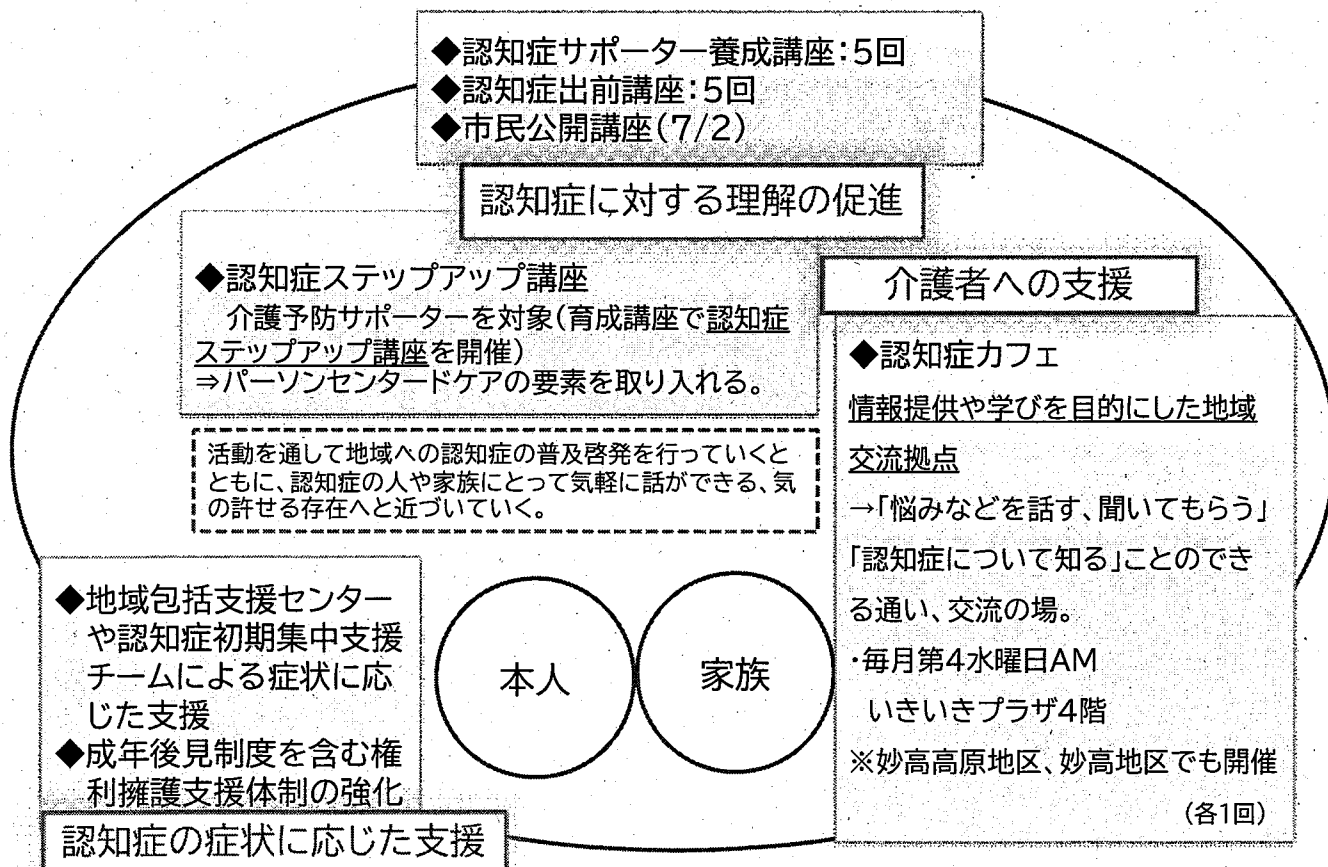 ◆認知症サポーター養成講座:5回
◆認知症出前講座:5回
◆市民公開講座(7/2)
認知症に対する理解の促進
◆認知症ステップアップ講座
介護予防サポーターを対象(育成講座で認知症
ステップアップ講座を開催)
⇒パーソンセンタードケアの要素を取り入れる。
活動を通して地域への認知症の普及啓発を行っていくと
ともに、認知症の人や家族にとって気軽に話ができる、気
の許せる存在へと近づいていく。
介護者への支援
◆認知症カフェ
情報提供や学びを目的にした地域
交流拠点
→「悩みなどを話す、聞いてもらう」
「認知症について知る」ことのでき
る通い、交流の場。
・毎月第4水曜日AM
いきいきプラザ4階
※妙高高原地区、妙高地区でも開催
(各1回)
◆地域包括支援センター
や認知症初期集中支援
チームによる症状に応
じた支援
◆成年後見制度を含む権
利擁護支援体制の強化
認知症の症状に応じた支援
本人
家族